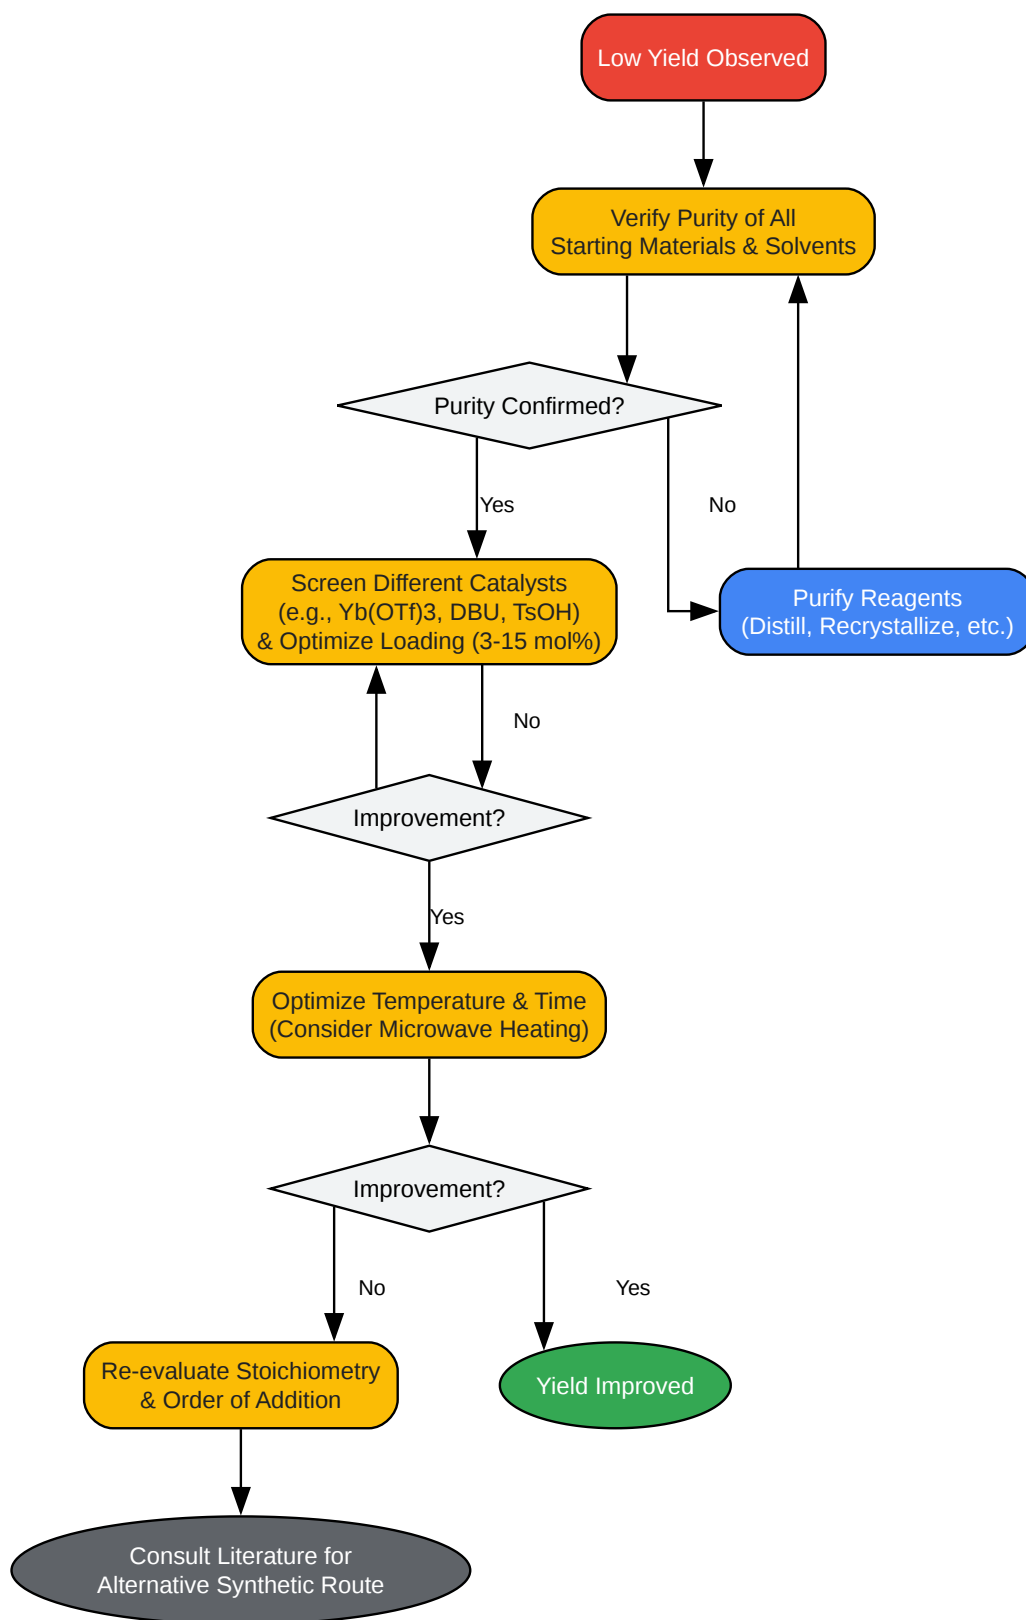 Low Yield Observed
Verify Purity of All
Starting Materials & Solvents
Purity Confirmed?
Yes
No
Screen Different Catalysts
(e.g., Yb(OTf)3, DBU, TsOH)
& Optimize Loading (3-15 mol%)
Purify Reagents
(Distill, Recrystallize, etc.)
No
Improvement?
Yes
Optimize Temperature & Time
(Consider Microwave Heating)
Improvement?
No
Yes
Re-evaluate Stoichiometry
& Order of Addition
Yield Improved
Consult Literature for
Alternative Synthetic Route